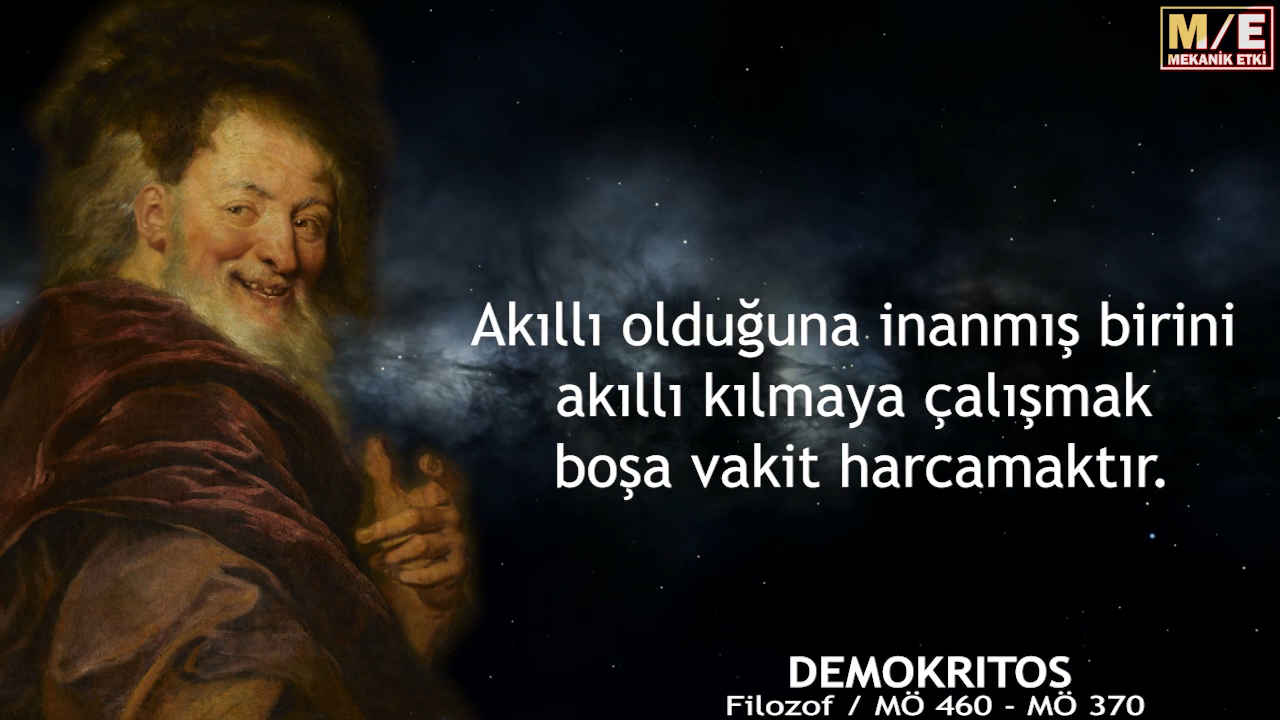 M/E
MEKANİK ETKİ
Akıllı olduğuna inanmış birini
akıllı kılmaya çalışmak
boşa vakit harcamaktır.
DEMOKRITOS
Filozof / MÖ 460 - MÖ 370